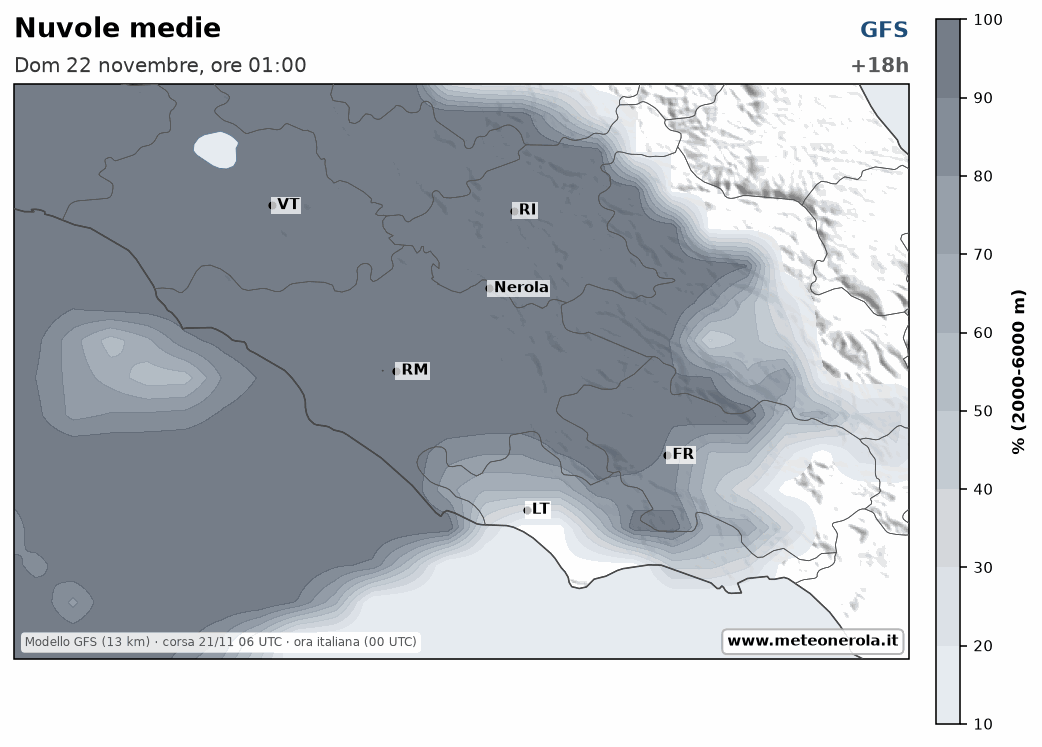 Nuvole medie
GFS
Dom 22 novembre, ore 01:00
+18h
VT
RI
Nerola
RM
FR
LT
Modello GFS (13 km) · corsa 21/11 06 UTC · ora italiana (00 UTC)
www.meteonerola.it
100
90
80
70
60
50
40
30
20
10
% (2000-6000 m)